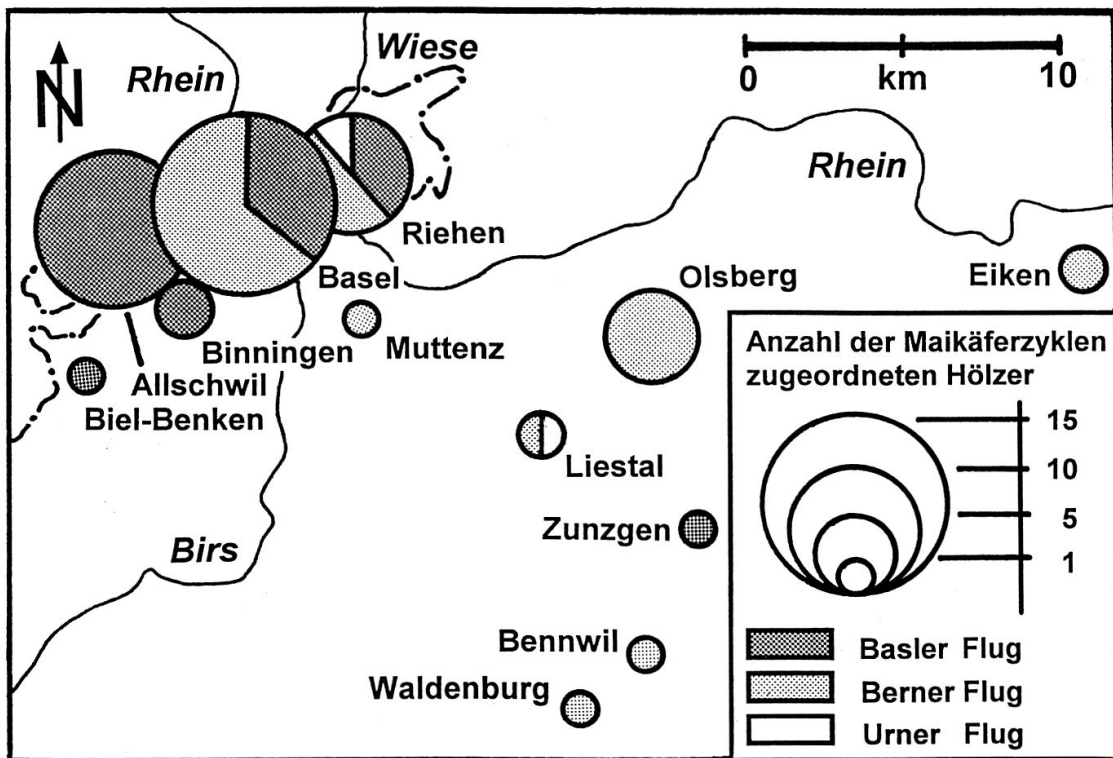 N
Rhein
Wiese
0 10
km
Rhein
Riehen
Basel
Olsberg
Eiken
Binningen
Muttenz
Allschwil
Biel-Benken
Liestal
Birs
Zunzgen
Bennwil
Waldenburg
Anzahl der Maikäferzyklen
zugeordneten Hölzer
15
10
5
1
Basler Flug
Berner Flug
Urner Flug